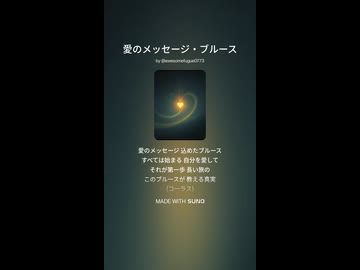 愛のメッセージ・ブルース
by @awesomefugue0773
愛のメッセージ 込めたブルース
すべては始まる 自分を愛して
それが第一歩 長い旅の
このブルースが 教える真実
(コーラス)
MADE WITH SUNO